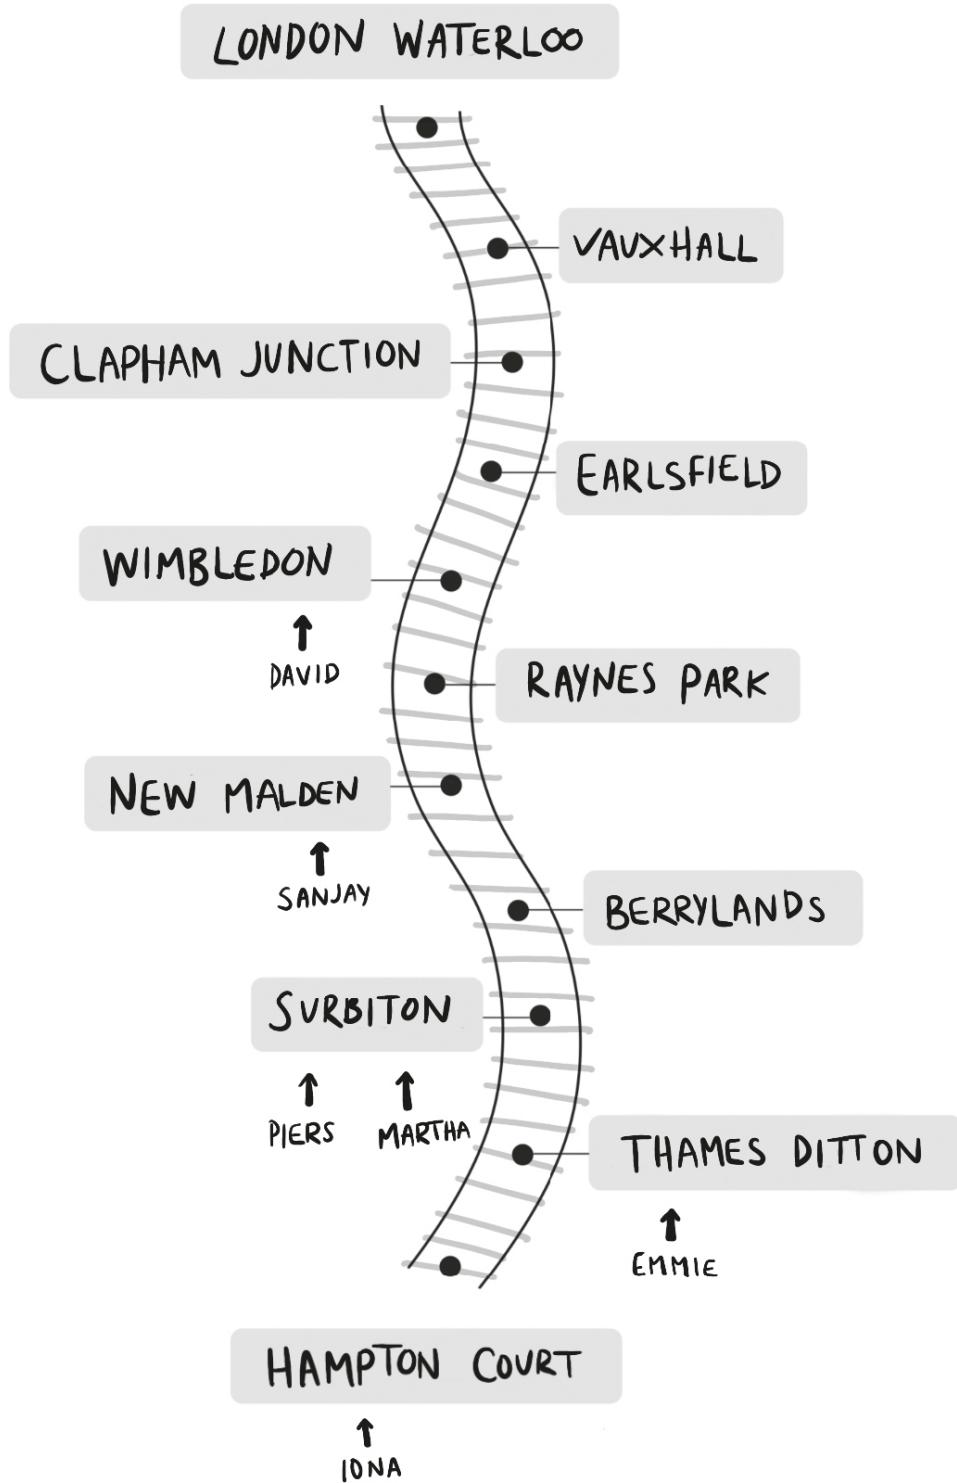 LONDON WATERLOO
VAUXHALL
CLAPHAM JUNCTION
EARLSFIELD
WIMBLEDON
DAVID
RAYNES PARK
NEW MALDEN
SANJAY
BERRYLANDS
SURBITON
PIERS MARTHA
THAMES DITTON
EMMIE
HAMPTON COURT
IONA